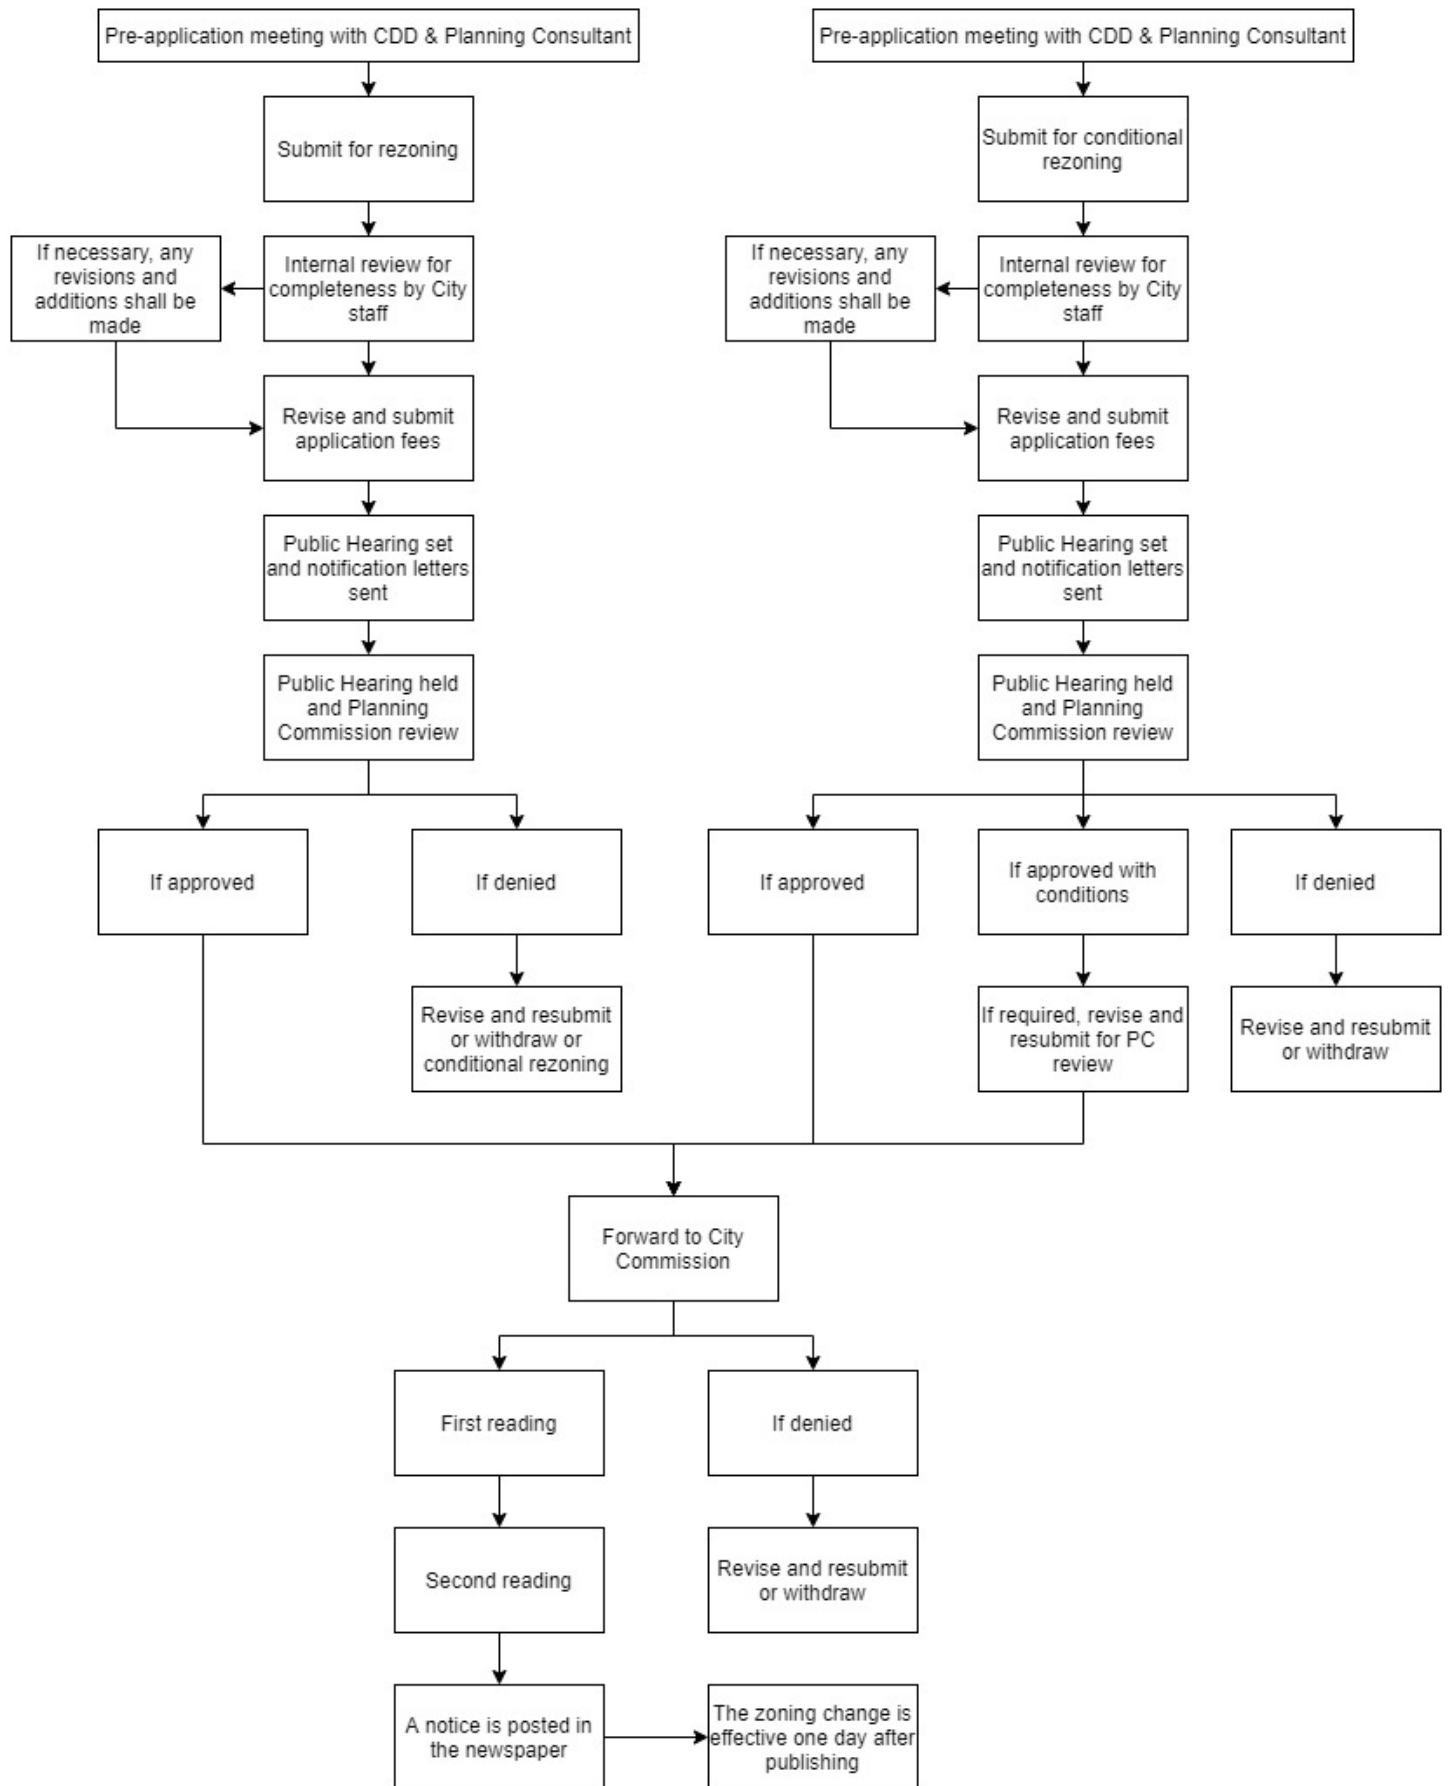 Pre-application meeting with CDD & Planning Consultant
Submit for rezoning
If necessary, any
revisions and
additions shall be
made
Internal review for
completeness by City
staff
Revise and submit
application fees
Public Hearing set
and notification letters
sent
Public Hearing held
and Planning
Commission review
If approved
If denied
Revise and resubmit
or withdraw or
conditional rezoning
Pre-application meeting with CDD & Planning Consultant
Submit for conditional
rezoning
If necessary, any
revisions and
additions shall be
made
Internal review for
completeness by City
staff
Revise and submit
application fees
Public Hearing set
and notification letters
sent
Public Hearing held
and Planning
Commission review
If approved
If approved with
conditions
If denied
If required, revise and
resubmit for PC
review
Revise and resubmit
or withdraw
Forward to City
Commission
First reading
If denied
Second reading
Revise and resubmit
or withdraw
A notice is posted in
the newspaper
The zoning change is
effective one day after
publishing